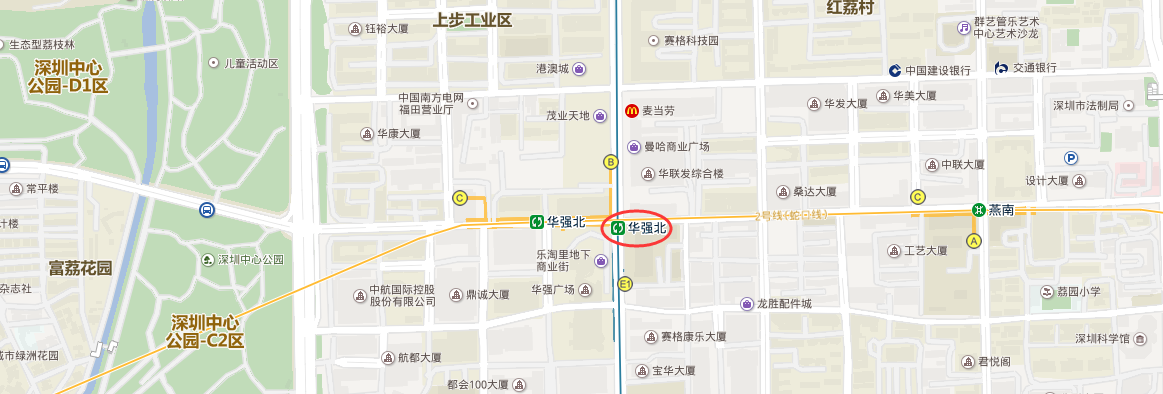 上步工业区
红荔村
钰裕大厦
群艺管乐艺术
中心艺术沙龙
生态型荔枝林
赛格科技园
深圳中心
公园-D1区
儿童活动区
港澳城
中国建设银行
交通银行
中国南方电网
福田营业厅
茂业天地
麦当劳
华发大厦
华美大厦
深圳市法制局
华康大厦
曼哈商业广场
B
中联大厦
P
华联发综合楼
设计大厦
常平楼
C
桑达大厦
C
华强北
华强北
2号线(蛇口线)
燕南
计楼
A
工艺大厦
深圳中心公园
乐淘里地下
商业街
富荔花园
杂志社
中航国际控股
股份有限公司
鼎诚大厦
华强广场
E1
龙胜配件城
荔园小学
深圳中心
公园-C2区
赛格康乐大厦
深圳科学馆
城市绿洲花园
航都大厦
君悦阁
都会100大厦
宝华大厦